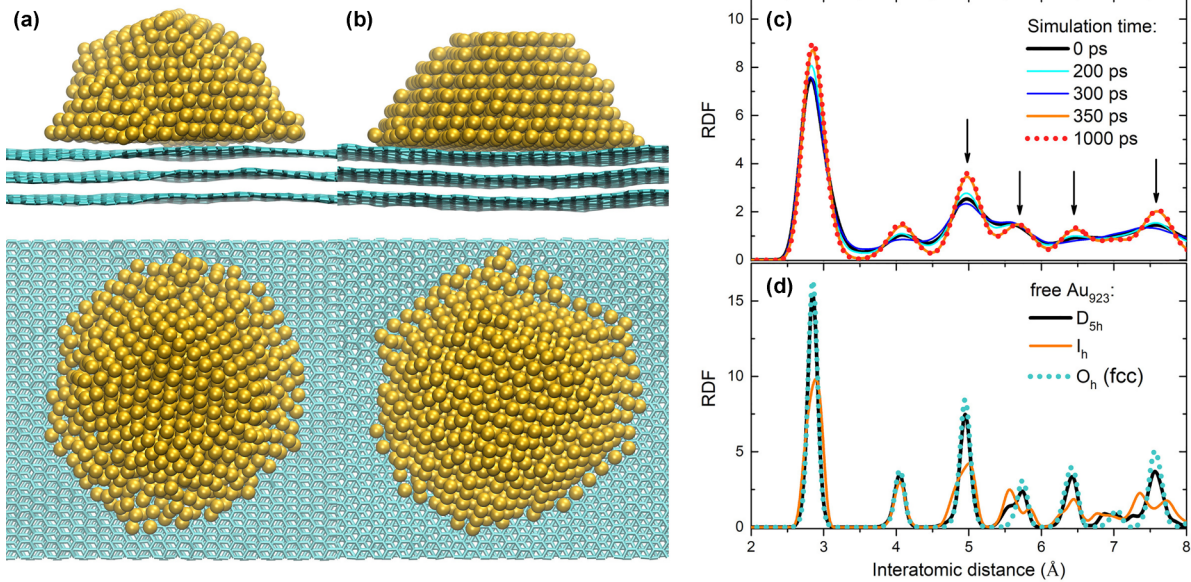 (a)
(b)
(c)
Simulation time:
0 ps
200 ps
300 ps
350 ps
1000 ps
RDF
10
8
6
4
2
0
(d)
free Au923:
D5h
Ih
Oh (fcc)
RDF
15
10
5
0
2 3 4 5 6 7 8
Interatomic distance (Å)